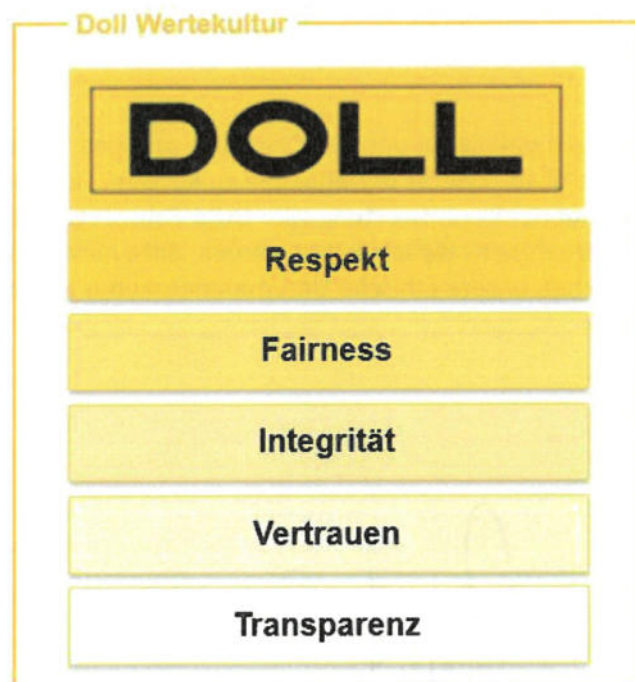 Doll Wertekultur
DOLL
Respekt
Fairness
Integrität
Vertrauen
Transparenz